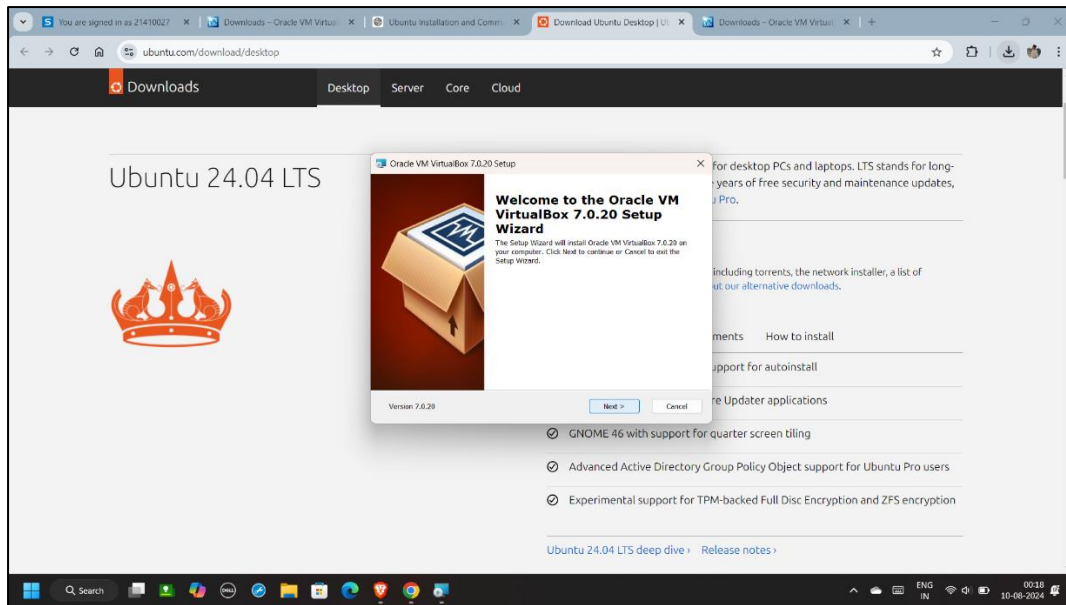 You are signed in as 21410027
Downloads – Oracle VM Virtual
Ubuntu Installation and Comm
Download Ubuntu Desktop | U
Downloads – Oracle VM Virtual
ubuntu.com/download/desktop
Downloads
Desktop Server Core Cloud
Ubuntu 24.04 LTS
for desktop PCs and laptops. LTS stands for long-
years of free security and maintenance updates,
Pro.
including torrents, the network installer, a list of
ut our alternative downloads.
ments How to install
upport for autoinstall
re Updater applications
GNOME 46 with support for quarter screen tiling
Advanced Active Directory Group Policy Object support for Ubuntu Pro users
Experimental support for TPM-backed Full Disc Encryption and ZFS encryption
Ubuntu 24.04 LTS deep dive › Release notes ›
Oracle VM VirtualBox 7.0.20 Setup
Welcome to the Oracle VM
VirtualBox 7.0.20 Setup
Wizard
The Setup Wizard will install Oracle VM VirtualBox 7.0.20 on
your computer. Click Next to continue or Cancel to exit the
Setup Wizard.
Version 7.0.20
Next > Cancel
Search
DELL
ENG
IN
00:18
10-08-2024